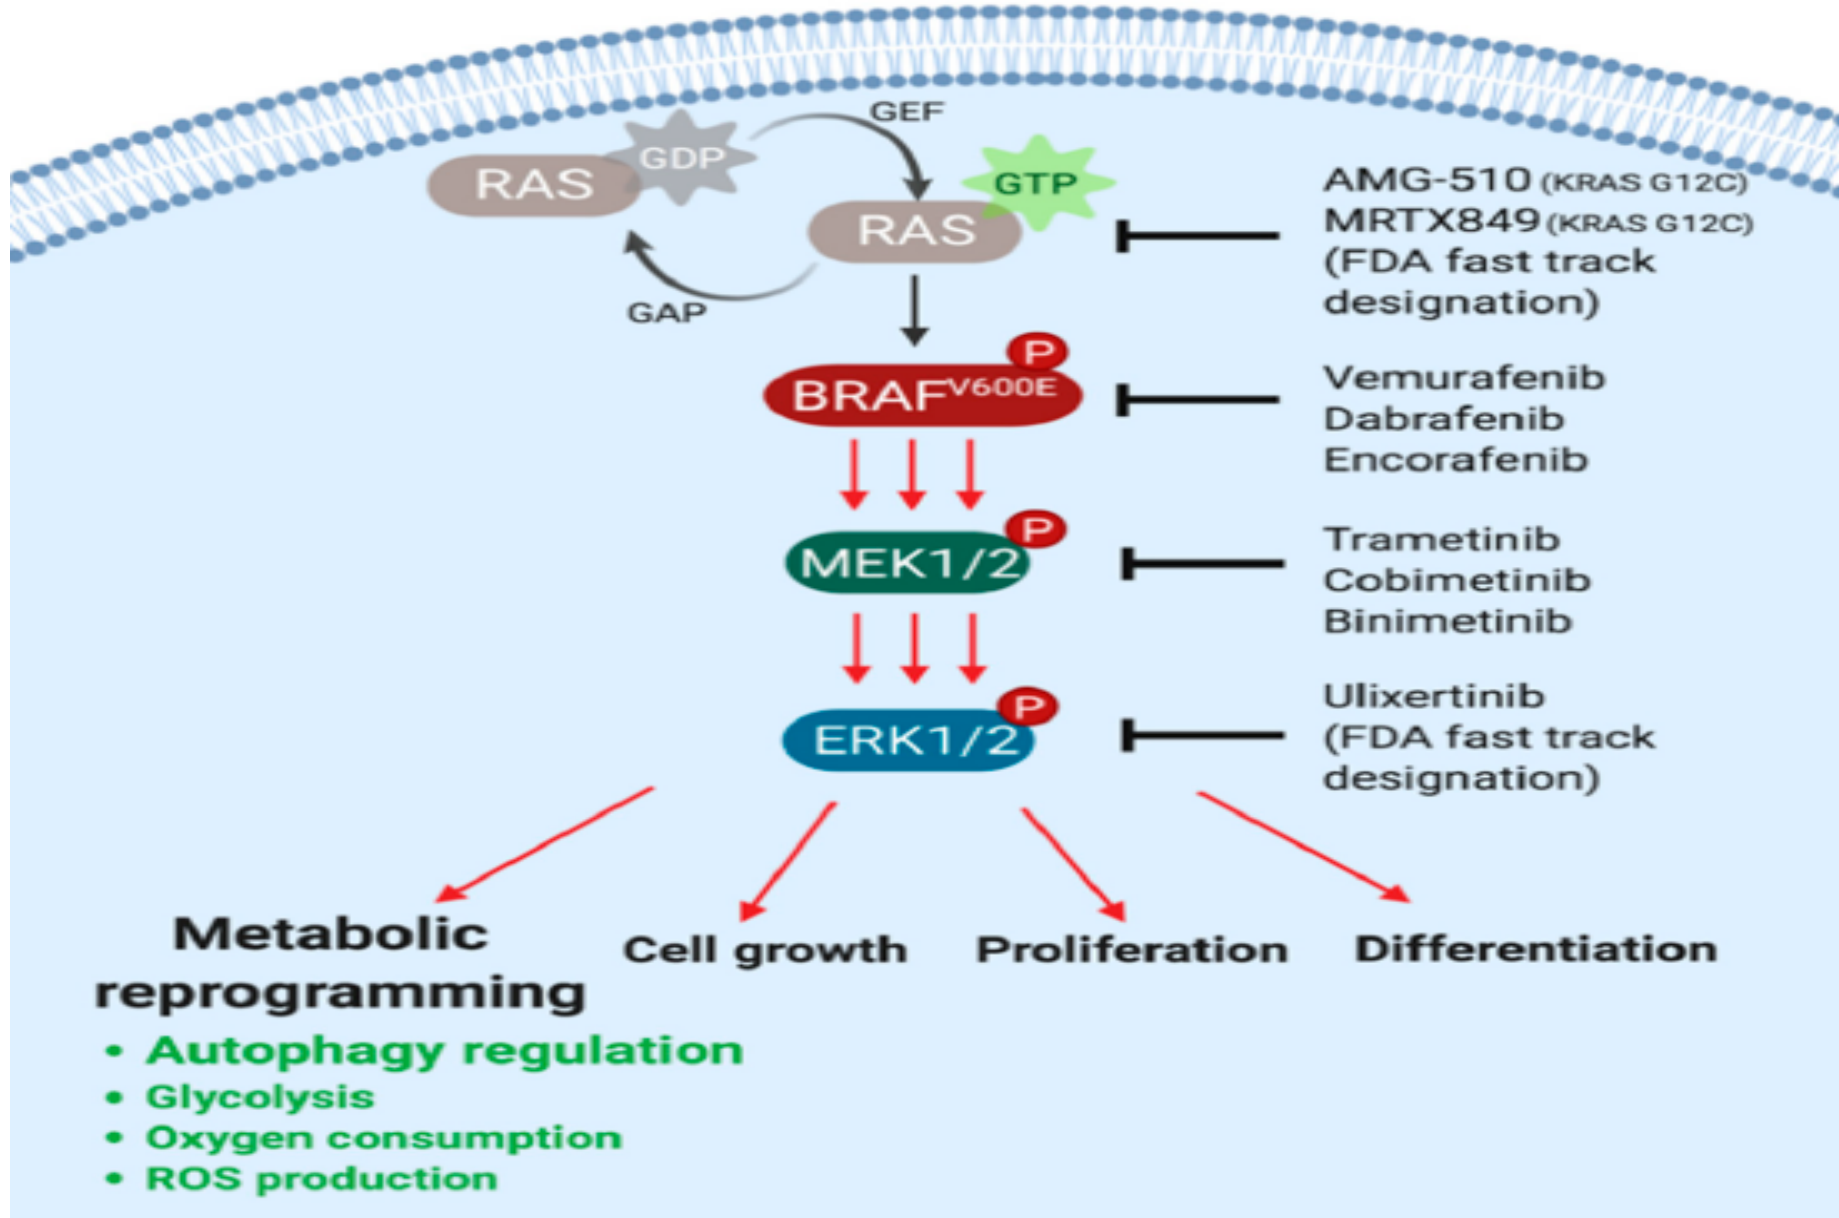 GEF
GDP
RAS
GTP
RAS
GAP
AMG-510 (KRAS G12C)
MRTX849 (KRAS G12C)
(FDA fast track
designation)
P
BRAFV600E
Vemurafenib
Dabrafenib
Encorafenib
P
MEK1/2
Trametinib
Cobimetinib
Binimetinib
P
ERK1/2
Ulixertinib
(FDA fast track
designation)
Metabolic
reprogramming
• Autophagy regulation
• Glycolysis
• Oxygen consumption
• ROS production
Cell growth
Proliferation
Differentiation